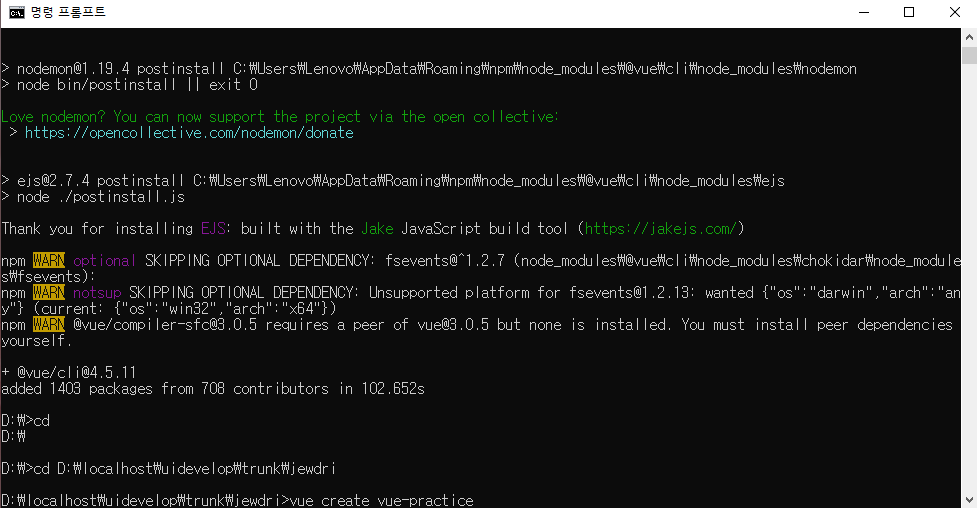 명령 프롬프트
> nodemon@1.19.4 postinstall C:₩Users₩Lenovo₩AppData₩Roaming₩npm₩node_modules₩@vue₩cli₩node_modules₩nodemon
> node bin/postinstall || exit 0
Love nodemon? You can now support the project via the open collective:
 > https://opencollective.com/nodemon/donate
> ejs@2.7.4 postinstall C:₩Users₩Lenovo₩AppData₩Roaming₩npm₩node_modules₩@vue₩cli₩node_modules₩ejs
> node ./postinstall.js
Thank you for installing EJS: built with the Jake JavaScript build tool (https://jakejs.com/)
npm WARN optional SKIPPING OPTIONAL DEPENDENCY: fsevents@^1.2.7 (node_modules₩@vue₩cli₩node_modules₩chokidar₩node_module
s₩fsevents):
npm WARN notsup SKIPPING OPTIONAL DEPENDENCY: Unsupported platform for fsevents@1.2.13: wanted {"os":"darwin","arch":"an
y"} (current: {"os":"win32","arch":"x64"})
npm WARN @vue/compiler-sfc@3.0.5 requires a peer of vue@3.0.5 but none is installed. You must install peer dependencies
yourself.
+ @vue/cli@4.5.11
added 1403 packages from 708 contributors in 102.652s
D:₩>cd
D:₩
D:₩>cd D:₩localhost₩uidevelop₩trunk₩jewdri
D:₩localhost₩uidevelop₩trunk₩jewdri>vue create vue-practice